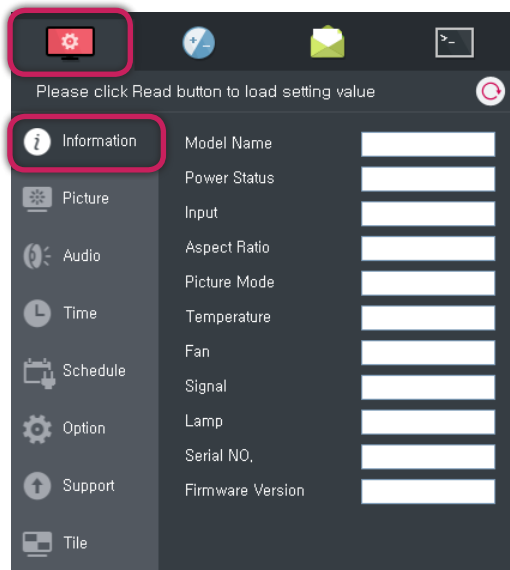 >_
Please click Read button to load setting value
i Information
Picture
Audio
Time
Schedule
Option
Support
Tile
Model Name
Power Status
Input
Aspect Ratio
Picture Mode
Temperature
Fan
Signal
Lamp
Serial NO,
Firmware Version